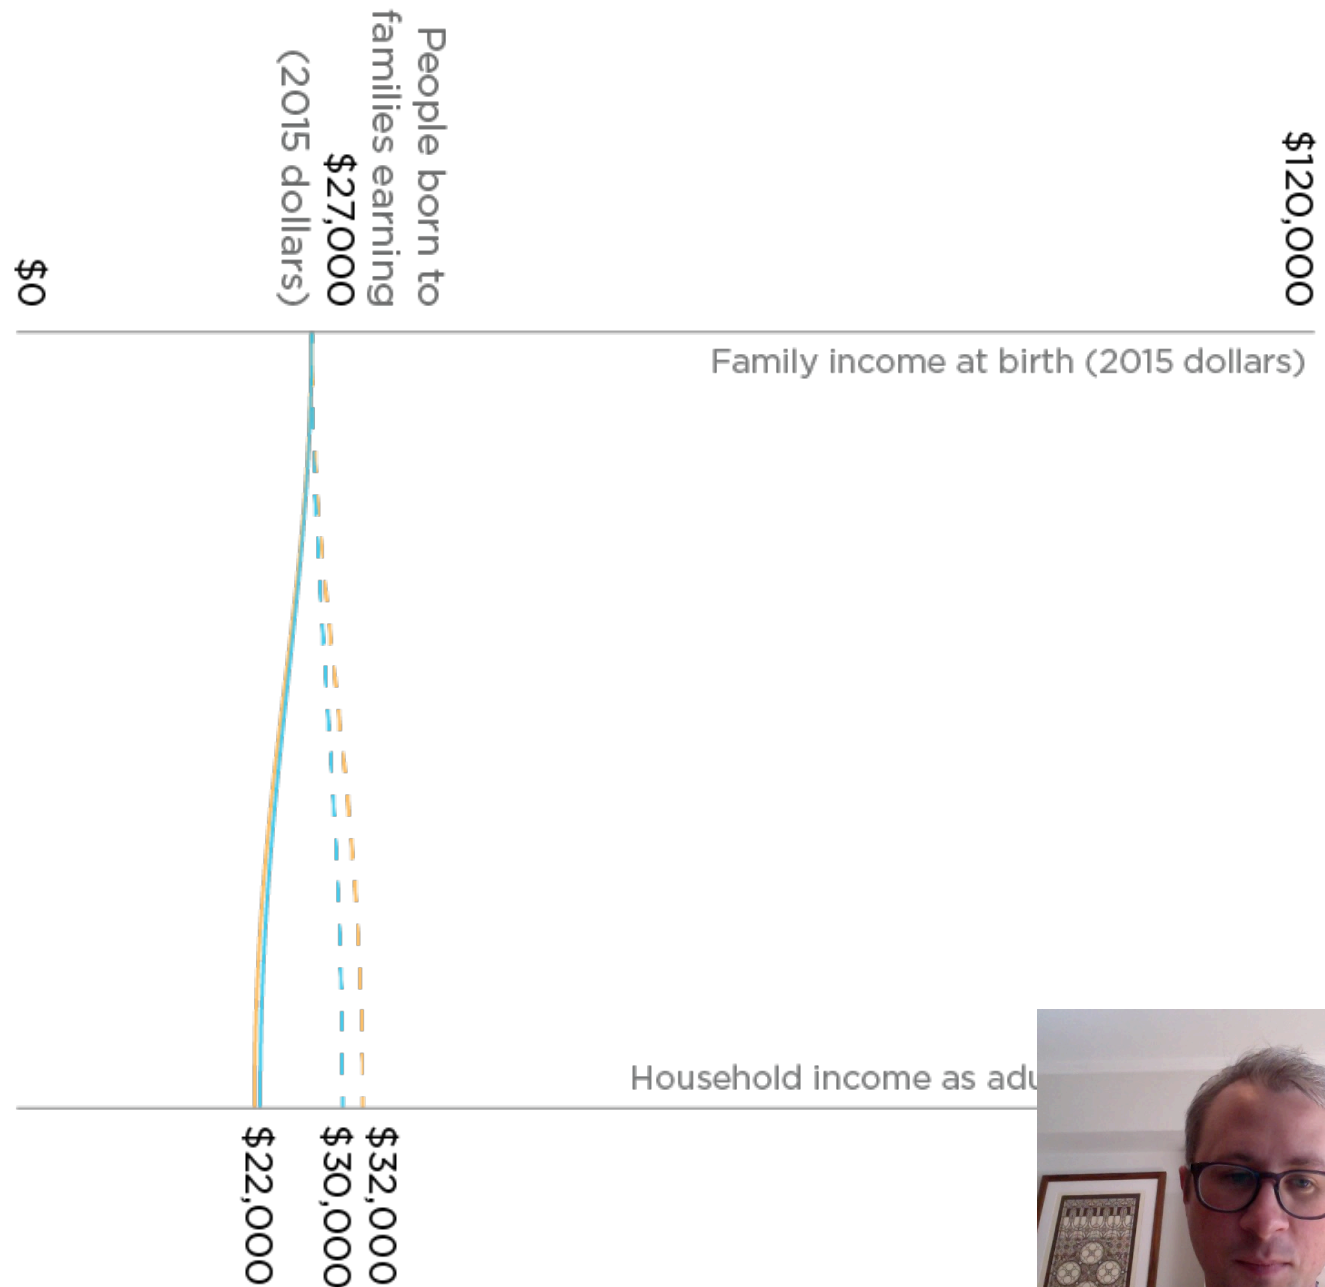 People born to
families earning
$27,000
(2015 dollars)
$0
$120,000
Family income at birth (2015 dollars)
Household income as
$22,000
$30,000
$32,000